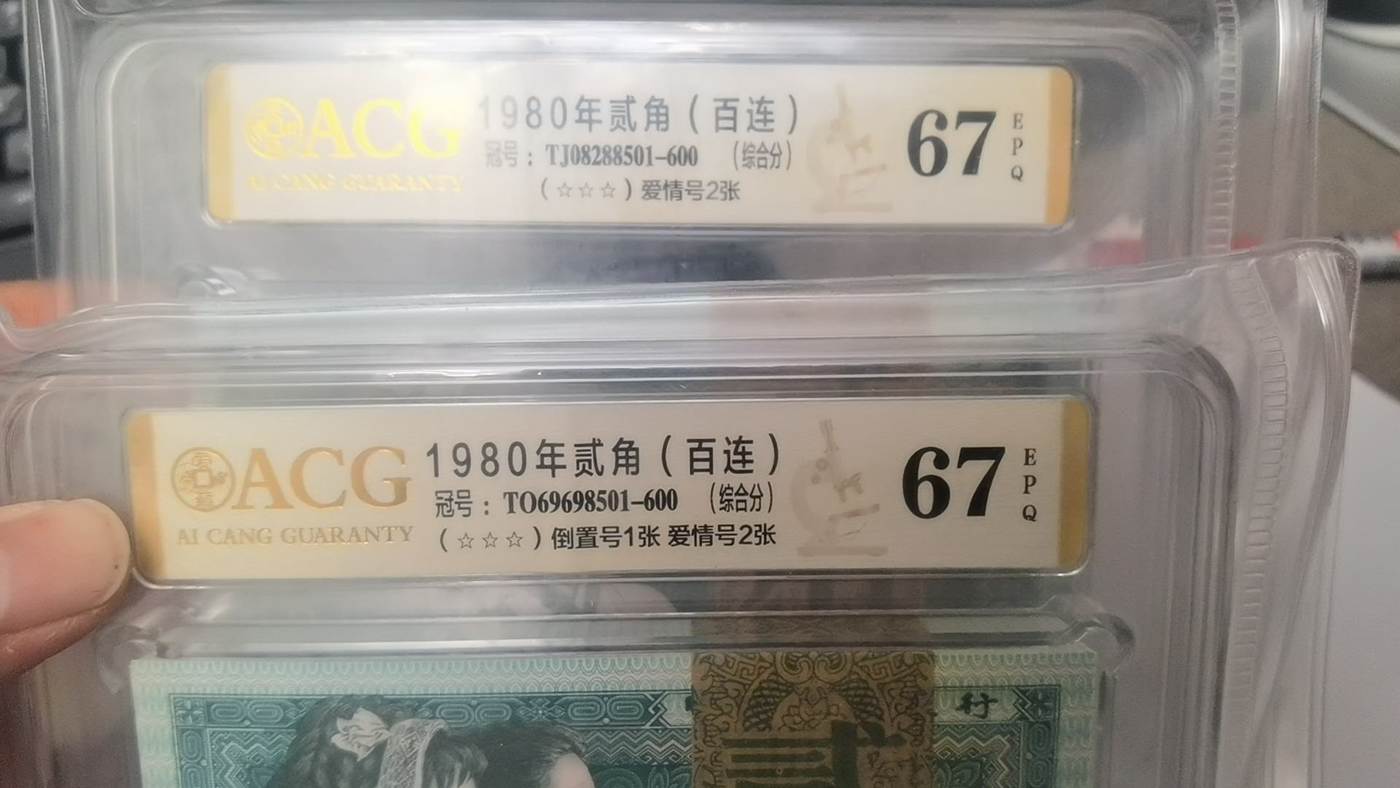 ACG
AI CANG GUARANTY
1980年贰角（百连）
冠号：TJ08288501-600 （综合分）
（☆☆☆）爱情号2张
67
EPQ
ACG
AI CANG GUARANTY
1980年贰角（百连）
冠号：TO69698501-600 （综合分）
（☆☆☆）倒置号1张 爱情号2张
67
EPQ
行